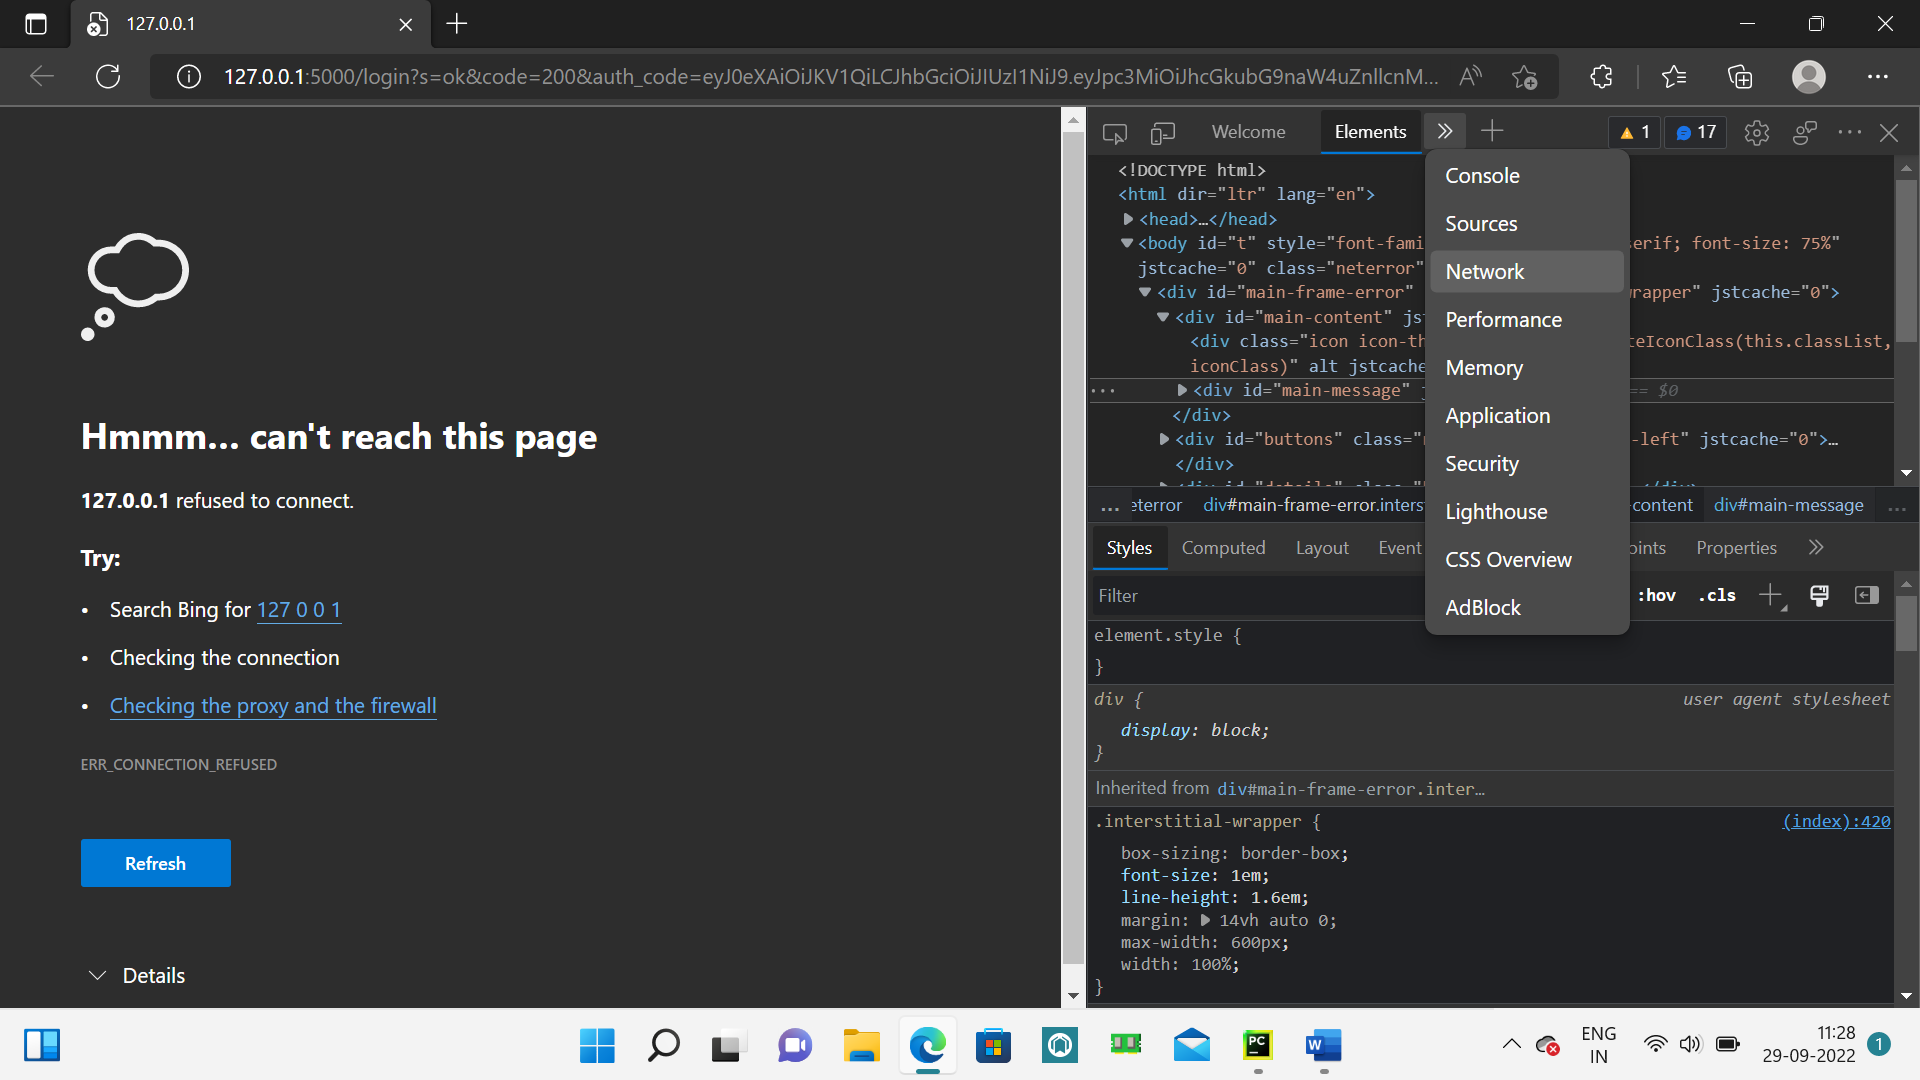 127.0.0.1
127.0.0.1:5000/login?s=ok&code=200&auth_code=eyJ0eXAiOiJKV1QiLCJhbGciOiJIUzI1NiJ9.eyJpc3MiOiJhcGkubG9naW4uZnllcnM...
Hmmm... can't reach this page
127.0.0.1 refused to connect.
Try:
• Search Bing for 127 0 0 1
• Checking the connection
• Checking the proxy and the firewall
ERR_CONNECTION_REFUSED
Refresh
Details
Welcome Elements 1 17
<!DOCTYPE html>
<html dir="ltr" lang="en">
<head>…</head>
<body id="t" style="font-fami erif; font-size: 75%"
jstcache="0" class="neterror"
<div id="main-frame-error" rapper" jstcache="0">
<div id="main-content" js
<div class="icon icon-th eIconClass(this.classList,
iconClass)" alt jstcache
... <div id="main-message" == $0
</div>
<div id="buttons" class=" -left" jstcache="0">…
</div>
... eterror div#main-frame-error.inters -content div#main-message ...
Console
Sources
Network
Performance
Memory
Application
Security
Lighthouse
CSS Overview
AdBlock
Styles Computed Layout Event oints Properties
Filter :hov .cls
element.style {
}
div { user agent stylesheet
display: block;
}
Inherited from div#main-frame-error.inter…
.interstitial-wrapper { (index):420
box-sizing: border-box;
font-size: 1em;
line-height: 1.6em;
margin: 14vh auto 0;
max-width: 600px;
width: 100%;
}
PC
W
ENG
IN
11:28
29-09-2022
1